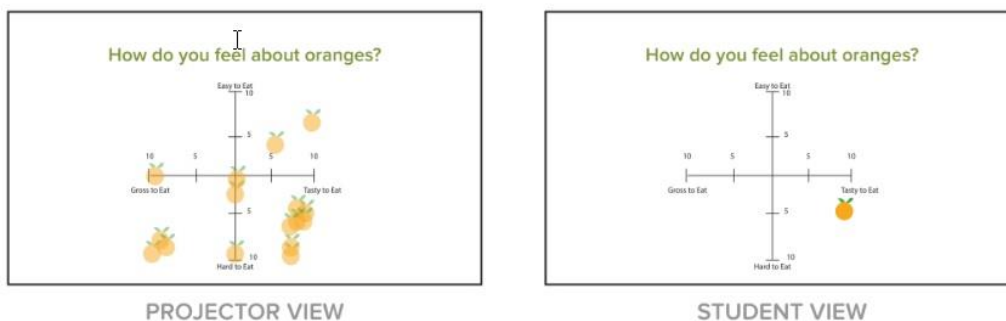 How do you feel about oranges?
Easy to Eat
10
5
10
5
5
10
Gross to Eat
Tasty to Eat
5
10
Hard to Eat
PROJECTOR VIEW
How do you feel about oranges?
Easy to Eat
10
5
10
5
5
10
Gross to Eat
Tasty to Eat
5
10
Hard to Eat
STUDENT VIEW